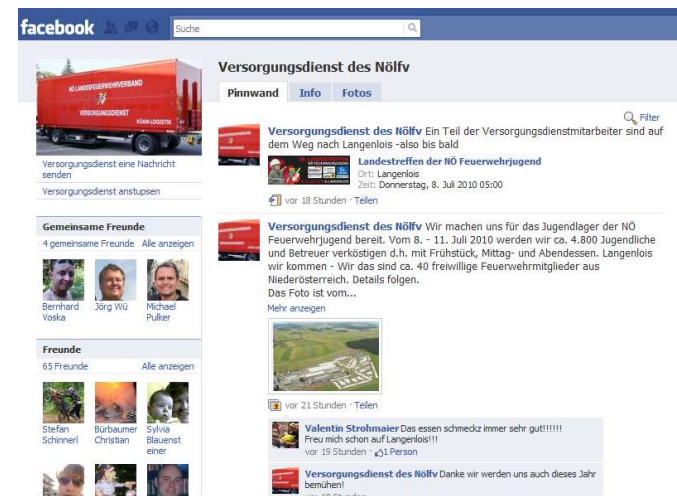 facebook
Suche
NÖ LANDESFEUERWEHRVERBAND
VERSORGUNGSDIENST
Versorgungsdienst eine Nachricht
senden
Versorgungsdienst anstupsen
Gemeinsame Freunde
4 gemeinsame Freunde Alle anzeigen
Bernhard
Voska
Jörg Wü
Michael
Pulker
Freunde
65 Freunde Alle anzeigen
Stefan
Schinnerl
Bürbaumer
Christian
Sylvia
Blauenst
einer
Versorgungsdienst des Nölfv
Pinnwand Info Fotos
Filter
Versorgungsdienst des Nölfv Ein Teil der Versorgungsdienstmitarbeiter sind auf
dem Weg nach Langenlois -also bis bald
Landestreffen der NÖ Feuerwehrjugend
Ort: Langenlois
Zeit: Donnerstag, 8. Juli 2010 05:00
vor 18 Stunden · Teilen
Versorgungsdienst des Nölfv Wir machen uns für das Jugendlager der NÖ
Feuerwehrjugend bereit. Vom 8. - 11. Juli 2010 werden wir ca. 4.800 Jugendliche
und Betreuer verköstigen d.h. mit Frühstück, Mittag- und Abendessen. Langenlois
wir kommen - Wir das sind ca. 40 freiwillige Feuerwehrmitglieder aus
Niederösterreich. Details folgen.
Das Foto ist vom...
Mehr anzeigen
vor 21 Stunden · Teilen
Valentin Strohmaier Das essen schmeckz immer sehr gut!!!!!!
Freu mich schon auf Langenlois!!!
vor 19 Stunden · 1 Person
Versorgungsdienst des Nölfv Danke wir werden uns auch dieses Jahr
bemühen!